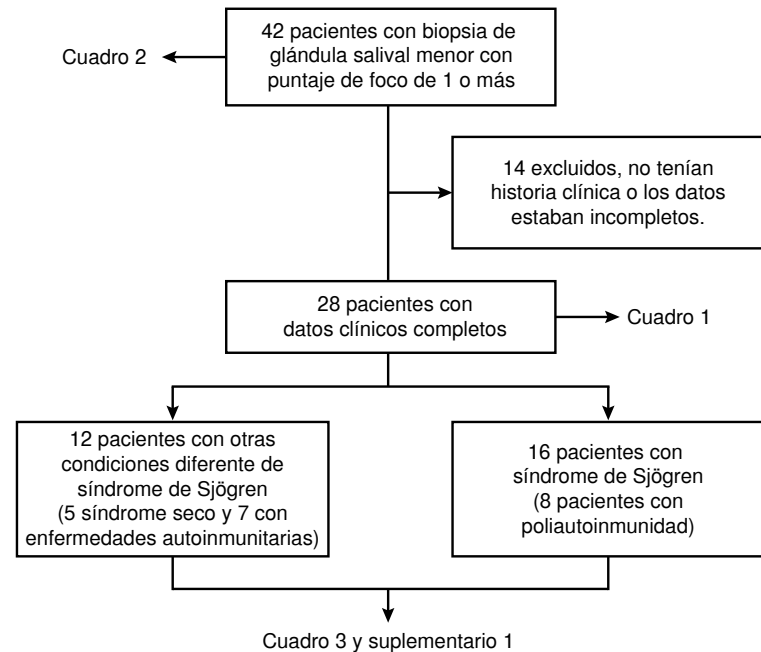 42 pacientes con biopsia de
glándula salival menor con
puntaje de foco de 1 o más
Cuadro 2
14 excluidos, no tenían
historia clínica o los datos
estaban incompletos.
28 pacientes con
datos clínicos completos
Cuadro 1
12 pacientes con otras
condiciones diferente de
síndrome de Sjögren
(5 síndrome seco y 7 con
enfermedades autoinmunitarias)
16 pacientes con
síndrome de Sjögren
(8 pacientes con
poliautoinmunidad)
Cuadro 3 y suplementario 1